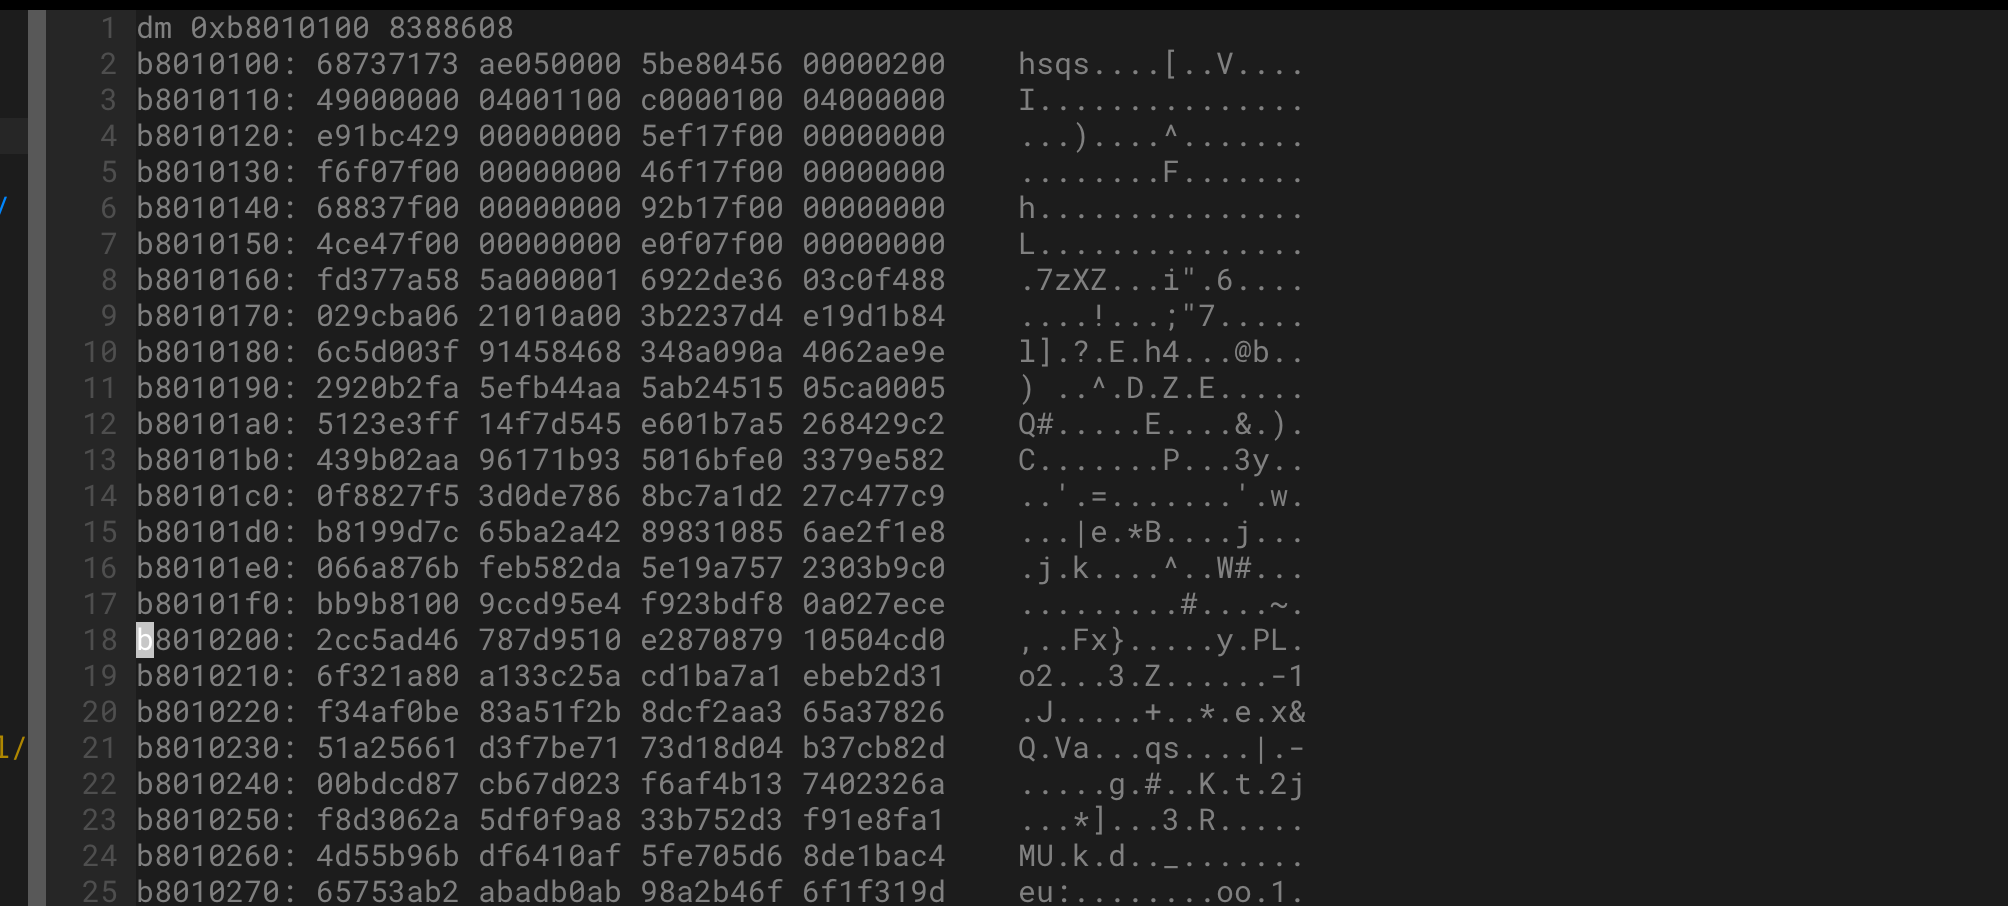 1 dm 0xb8010100 8388608
2 b8010100: 68737173 ae050000 5be80456 00000200 hsqs....[..V....
3 b8010110: 49000000 04001100 c0000100 04000000 I...............
4 b8010120: e91bc429 00000000 5ef17f00 00000000 ...)....^.......
5 b8010130: f6f07f00 00000000 46f17f00 00000000 ........F.......
/
6 b8010140: 68837f00 00000000 92b17f00 00000000 h...............
7 b8010150: 4ce47f00 00000000 e0f07f00 00000000 L...............
8 b8010160: fd377a58 5a000001 6922de36 03c0f488 .7zXZ...i".6....
9 b8010170: 029cba06 21010a00 3b2237d4 e19d1b84 ....!...;"7.....
10 b8010180: 6c5d003f 91458468 348a090a 4062ae9e l].?.E.h4...@b..
11 b8010190: 2920b2fa 5efb44aa 5ab24515 05ca0005 ) ..^.D.Z.E.....
12 b80101a0: 5123e3ff 14f7d545 e601b7a5 268429c2 Q#.....E....&.).
13 b80101b0: 439b02aa 96171b93 5016bfe0 3379e582 C.......P...3y..
14 b80101c0: 0f8827f5 3d0de786 8bc7a1d2 27c477c9 ..'.=.......'.w.
15 b80101d0: b8199d7c 65ba2a42 89831085 6ae2f1e8 ...|e.*B....j...
16 b80101e0: 066a876b feb582da 5e19a757 2303b9c0 .j.k....^..W#...
17 b80101f0: bb9b8100 9ccd95e4 f923bdf8 0a027ece .........#....~.
18 b8010200: 2cc5ad46 787d9510 e2870879 10504cd0 ,..Fx}.....y.PL.
19 b8010210: 6f321a80 a133c25a cd1ba7a1 ebeb2d31 o2...3.Z......-1
20 b8010220: f34af0be 83a51f2b 8dcf2aa3 65a37826 .J.....+..*.e.x&
l/
21 b8010230: 51a25661 d3f7be71 73d18d04 b37cb82d Q.Va...qs....|.-
22 b8010240: 00bdcd87 cb67d023 f6af4b13 7402326a .....g.#..K.t.2j
23 b8010250: f8d3062a 5df0f9a8 33b752d3 f91e8fa1 ...*]...3.R.....
24 b8010260: 4d55b96b df6410af 5fe705d6 8de1bac4 MU.k.d.._.......
25 b8010270: 65753ab2 abadb0ab 98a2b46f 6f1f319d eu:........oo.1.